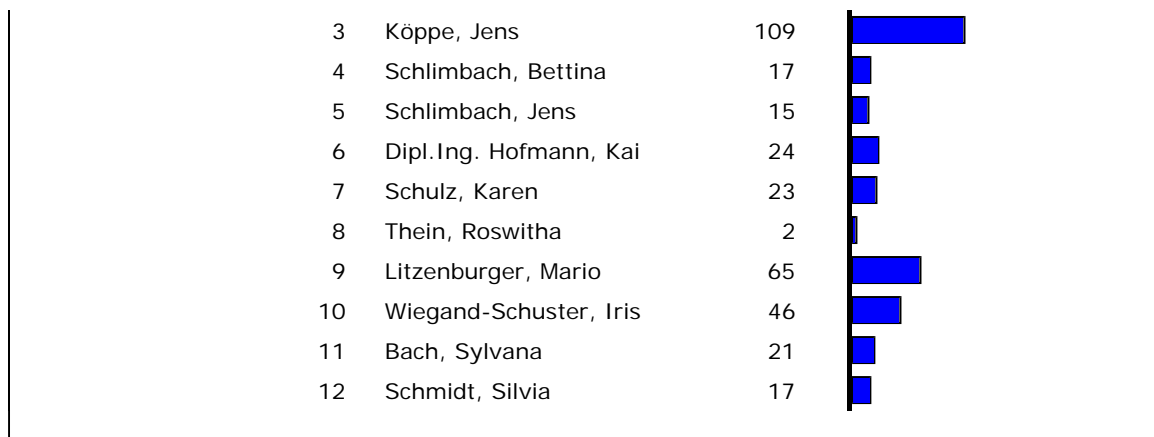 3 Köppe, Jens 109
4 Schlimbach, Bettina 17
5 Schlimbach, Jens 15
6 Dipl.Ing. Hofmann, Kai 24
7 Schulz, Karen 23
8 Thein, Roswitha 2
9 Litzenburger, Mario 65
10 Wiegand-Schuster, Iris 46
11 Bach, Sylvana 21
12 Schmidt, Silvia 17